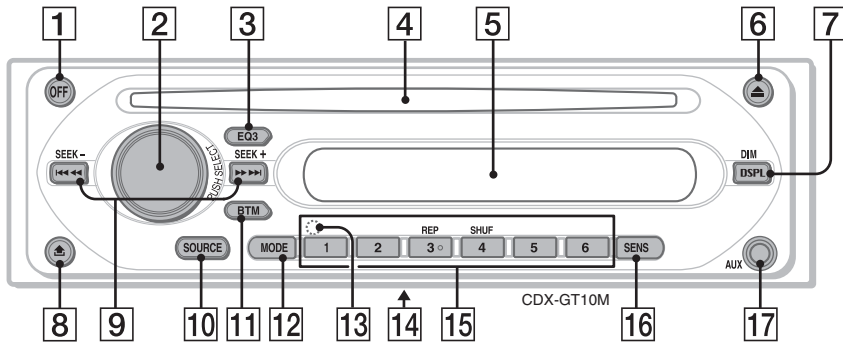 1 2 3 4 5 6 7
OFF
EQ3
SEEK –
SEEK +
PUSH SELECT
DIM
DSPL
BTM
REP SHUF
SOURCE MODE 1 2 3 4 5 6 SENS
AUX
CDX-GT10M
8 9 10 11 12 13 14 15 16 17